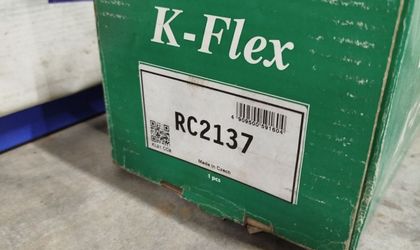 K-Flex
RC2137
Made in Czech
1 pcs